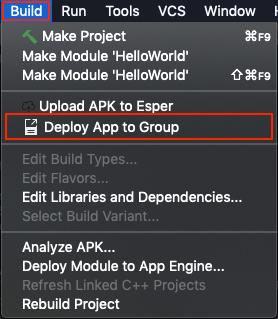 Build Run Tools VCS Window
Make Project ⌘F9
Make Module 'HelloWorld'
Make Module 'HelloWorld' ⇧⌘F9
Upload APK to Esper
Deploy App to Group
Edit Build Types...
Edit Flavors...
Edit Libraries and Dependencies...
Select Build Variant...
Analyze APK...
Deploy Module to App Engine...
Refresh Linked C++ Projects
Rebuild Project